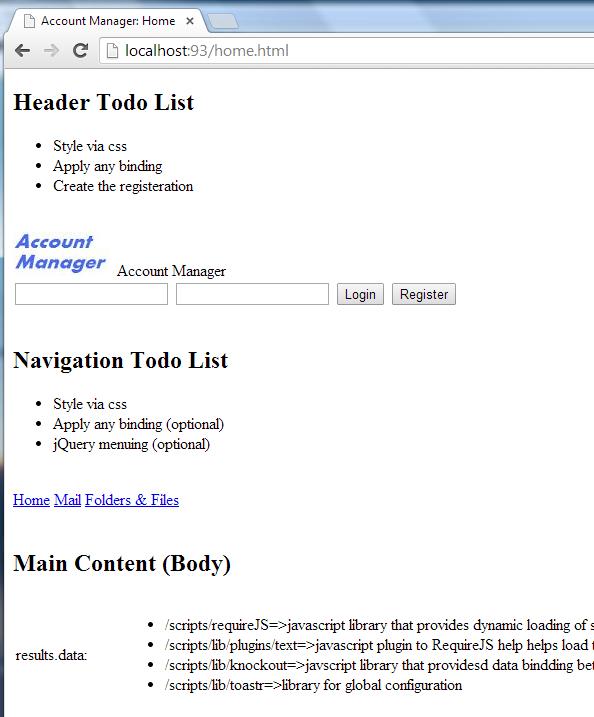 Account Manager: Home
localhost:93/home.html
Header Todo List
Style via css
Apply any binding
Create the registeration
Account
Manager
Account Manager
Login Register
Navigation Todo List
Style via css
Apply any binding (optional)
jQuery menuing (optional)
Home Mail Folders & Files
Main Content (Body)
/scripts/requireJS=>javascript library that provides dynamic loading of s
/scripts/lib/plugins/text=>javascript plugin to RequireJS help helps load t
results.data:
/scripts/lib/knockout=>javscript library that providesd data bindding bet
/scripts/lib/toastr=>library for global configuration